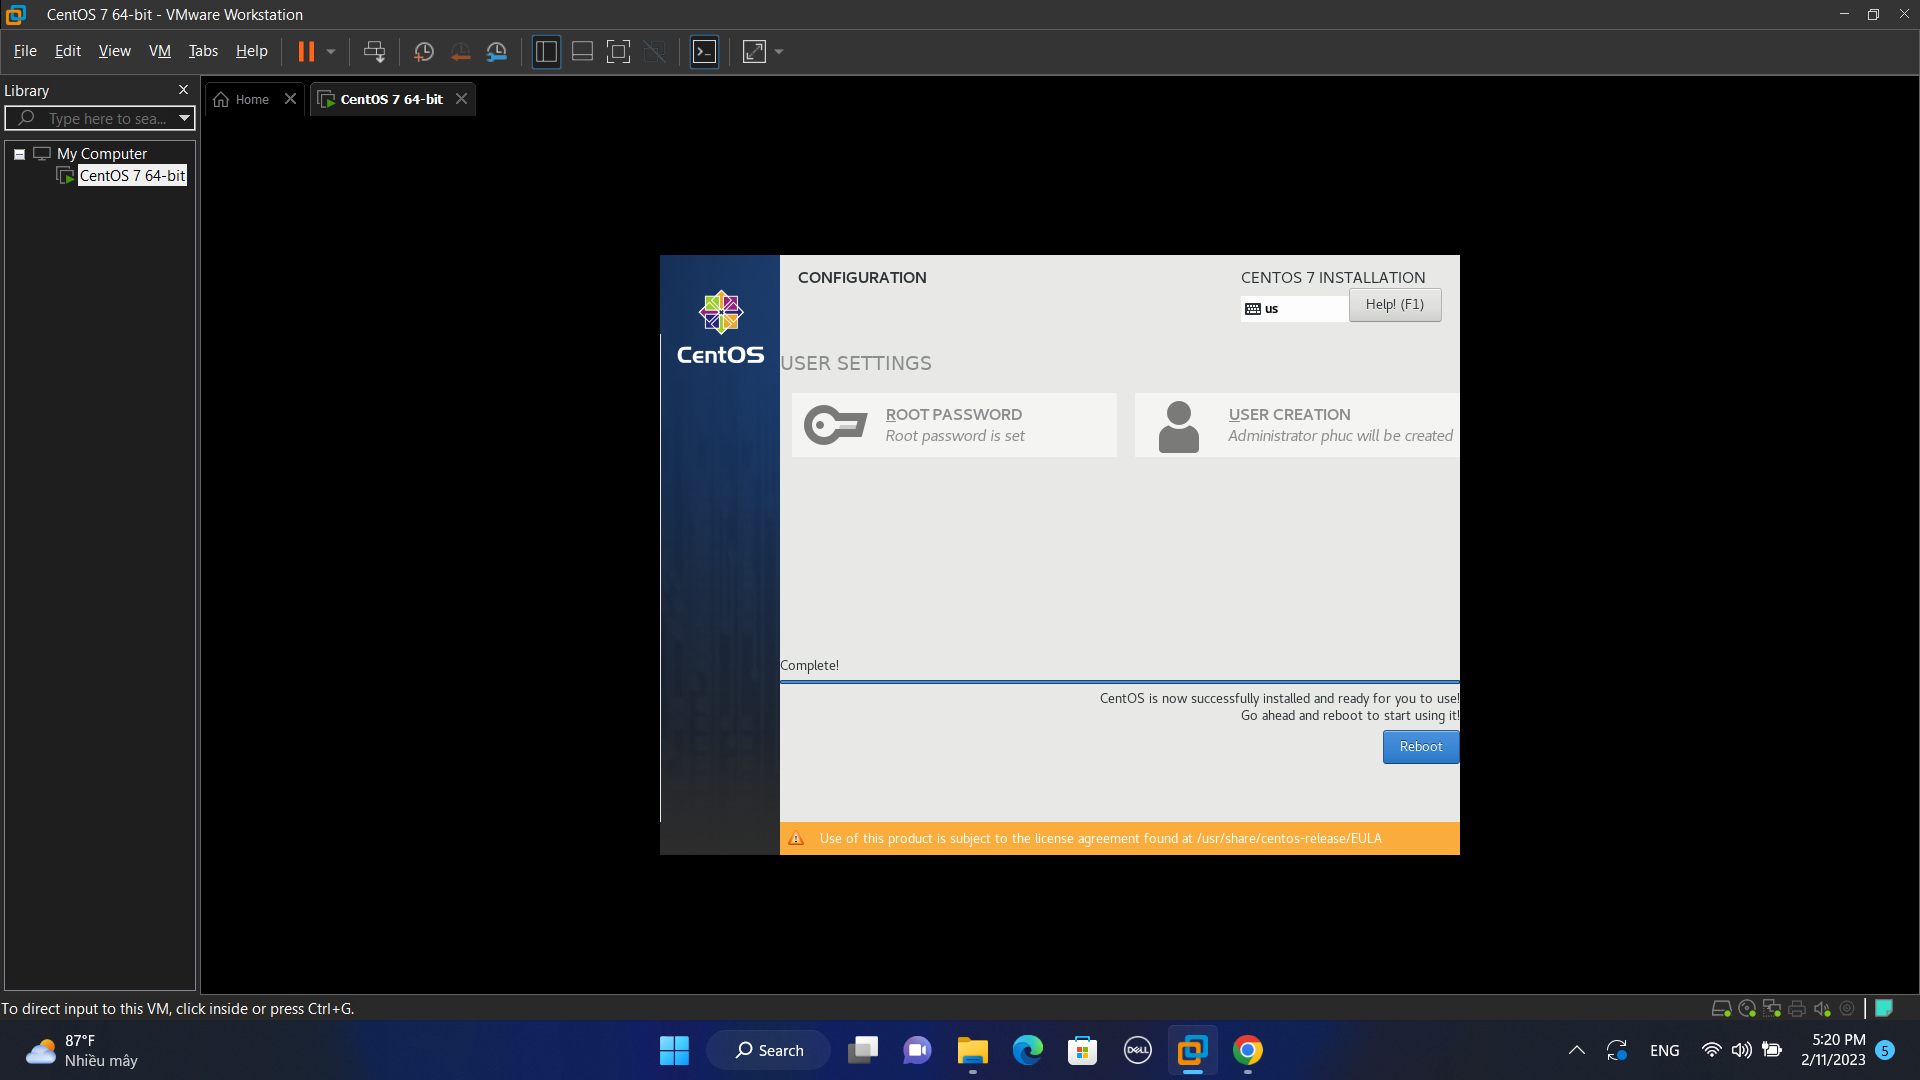 CentOS 7 64-bit - VMware Workstation
File Edit View VM Tabs Help
Library
Home
CentOS 7 64-bit
Type here to sea...
My Computer
CentOS 7 64-bit
CentOS
CONFIGURATION
CENTOS 7 INSTALLATION
us
Help! (F1)
USER SETTINGS
ROOT PASSWORD
Root password is set
USER CREATION
Administrator phuc will be created
Complete!
CentOS is now successfully installed and ready for you to use!
Go ahead and reboot to start using it!
Reboot
Use of this product is subject to the license agreement found at /usr/share/centos-release/EULA
To direct input to this VM, click inside or press Ctrl+G.
87°F
Nhiều mây
Search
DELL
ENG
5:20 PM
2/11/2023
5